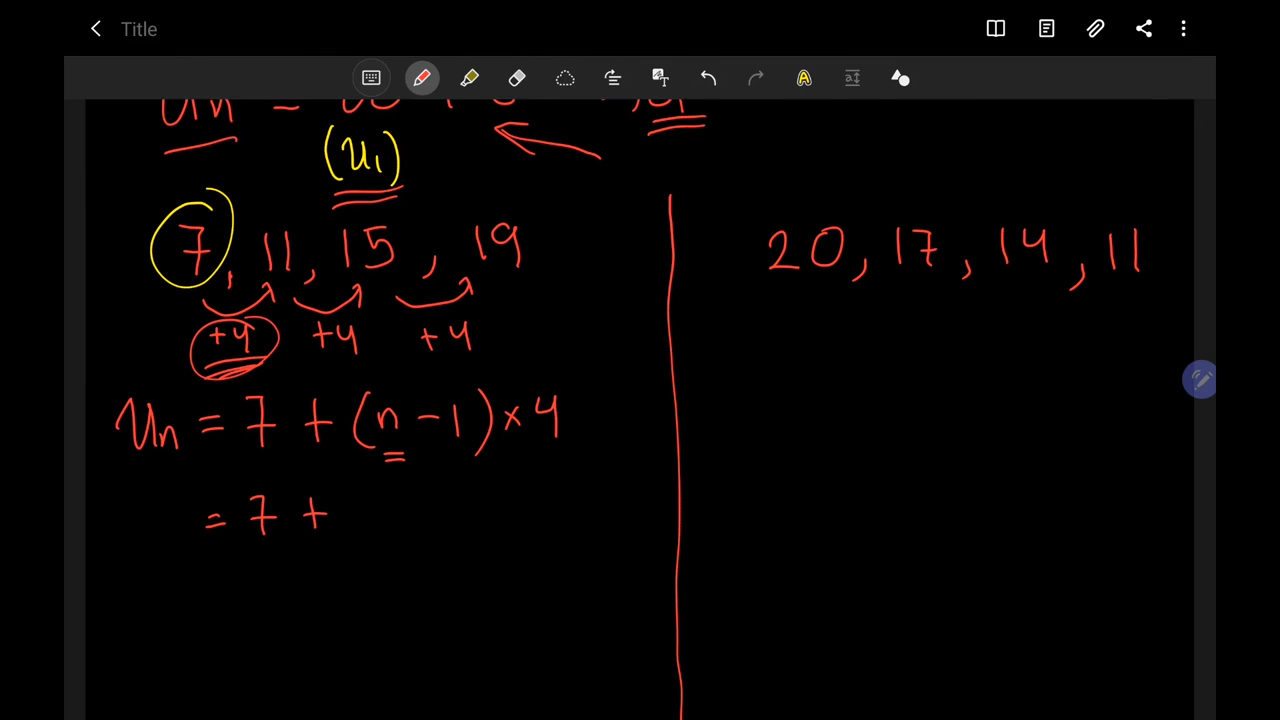 Title
(u₁)
7, 11, 15, 19
+4 +4 +4
Un = 7 + (n - 1) × 4
= 7 +
20, 17, 14, 11